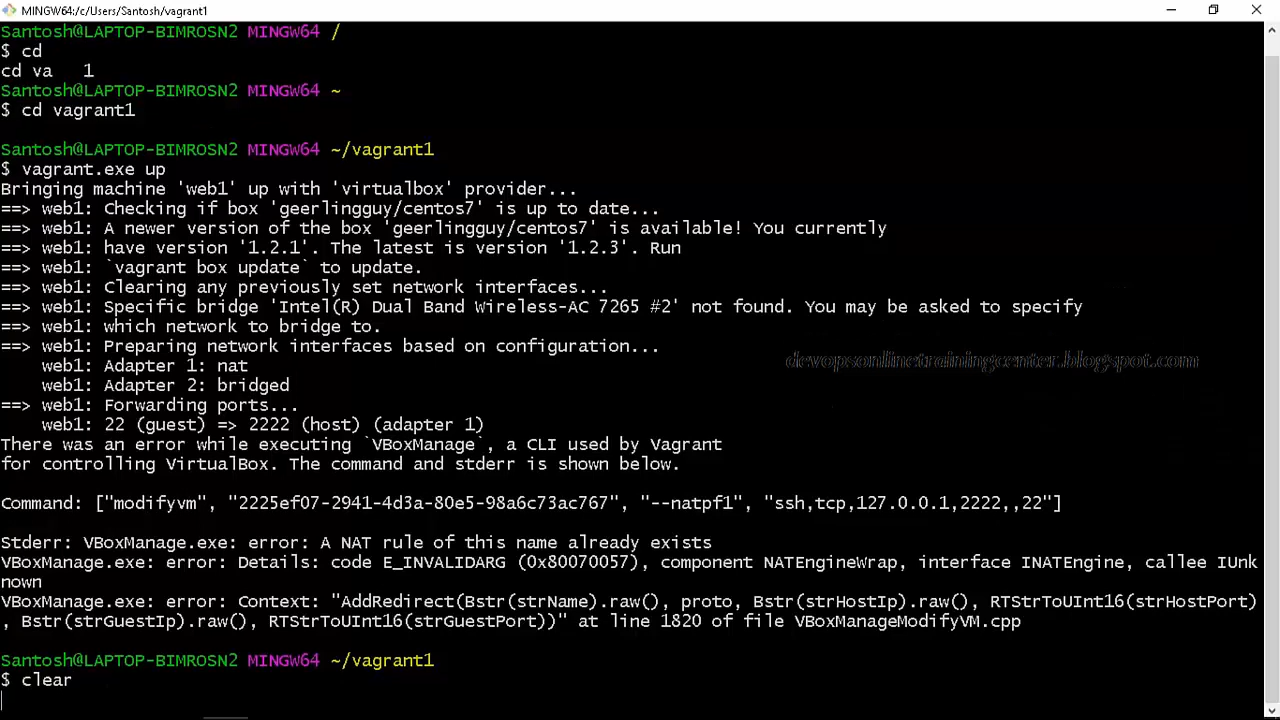 MINGW64:/c/Users/Santosh/vagrant1
Santosh@LAPTOP-BIMROSN2 MINGW64 /
$ cd
cd va   1
Santosh@LAPTOP-BIMROSN2 MINGW64 ~
$ cd vagrant1
Santosh@LAPTOP-BIMROSN2 MINGW64 ~/vagrant1
$ vagrant.exe up
Bringing machine 'web1' up with 'virtualbox' provider...
==> web1: Checking if box 'geerlingguy/centos7' is up to date...
==> web1: A newer version of the box 'geerlingguy/centos7' is available! You currently
==> web1: have version '1.2.1'. The latest is version '1.2.3'. Run
==> web1: `vagrant box update` to update.
==> web1: Clearing any previously set network interfaces...
==> web1: Specific bridge 'Intel(R) Dual Band Wireless-AC 7265 #2' not found. You may be asked to specify
==> web1: which network to bridge to.
==> web1: Preparing network interfaces based on configuration...
    web1: Adapter 1: nat
    web1: Adapter 2: bridged
devopsonlinetrainingcenter.blogspot.com
==> web1: Forwarding ports...
    web1: 22 (guest) => 2222 (host) (adapter 1)
There was an error while executing `VBoxManage`, a CLI used by Vagrant
for controlling VirtualBox. The command and stderr is shown below.
Command: ["modifyvm", "2225ef07-2941-4d3a-80e5-98a6c73ac767", "--natpf1", "ssh,tcp,127.0.0.1,2222,,22"]
Stderr: VBoxManage.exe: error: A NAT rule of this name already exists
VBoxManage.exe: error: Details: code E_INVALIDARG (0x80070057), component NATEngineWrap, interface INATEngine, callee IUnk
nown
VBoxManage.exe: error: Context: "AddRedirect(Bstr(strName).raw(), proto, Bstr(strHostIp).raw(), RTStrToUInt16(strHostPort)
, Bstr(strGuestIp).raw(), RTStrToUInt16(strGuestPort))" at line 1820 of file VBoxManageModifyVM.cpp
Santosh@LAPTOP-BIMROSN2 MINGW64 ~/vagrant1
$ clear